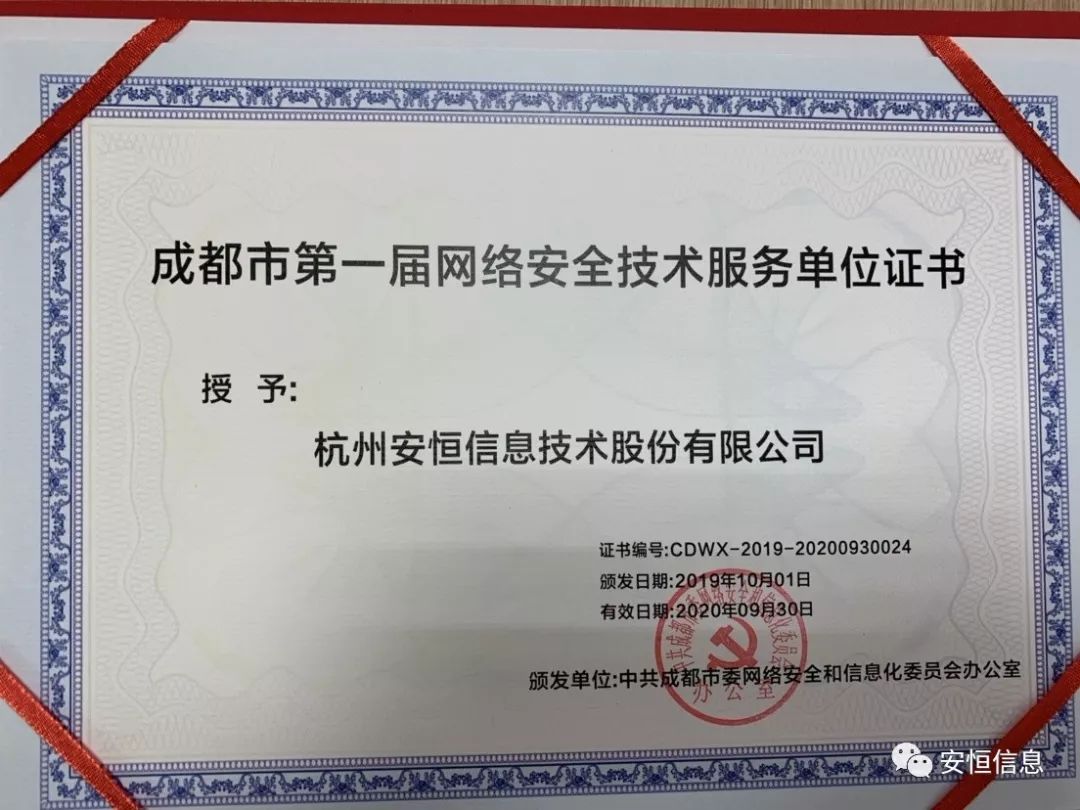 成都市第一届网络安全技术服务单位证书
授 予:
杭州安恒信息技术股份有限公司
证书编号:CDWX-2019-20200930024
颁发日期:2019年10月01日
有效日期:2020年09月30日
颁发单位:中共成都市委网络安全和信息化委员会办公室
中共成都市委网络安全和信息化委员会
办公室
安恒信息